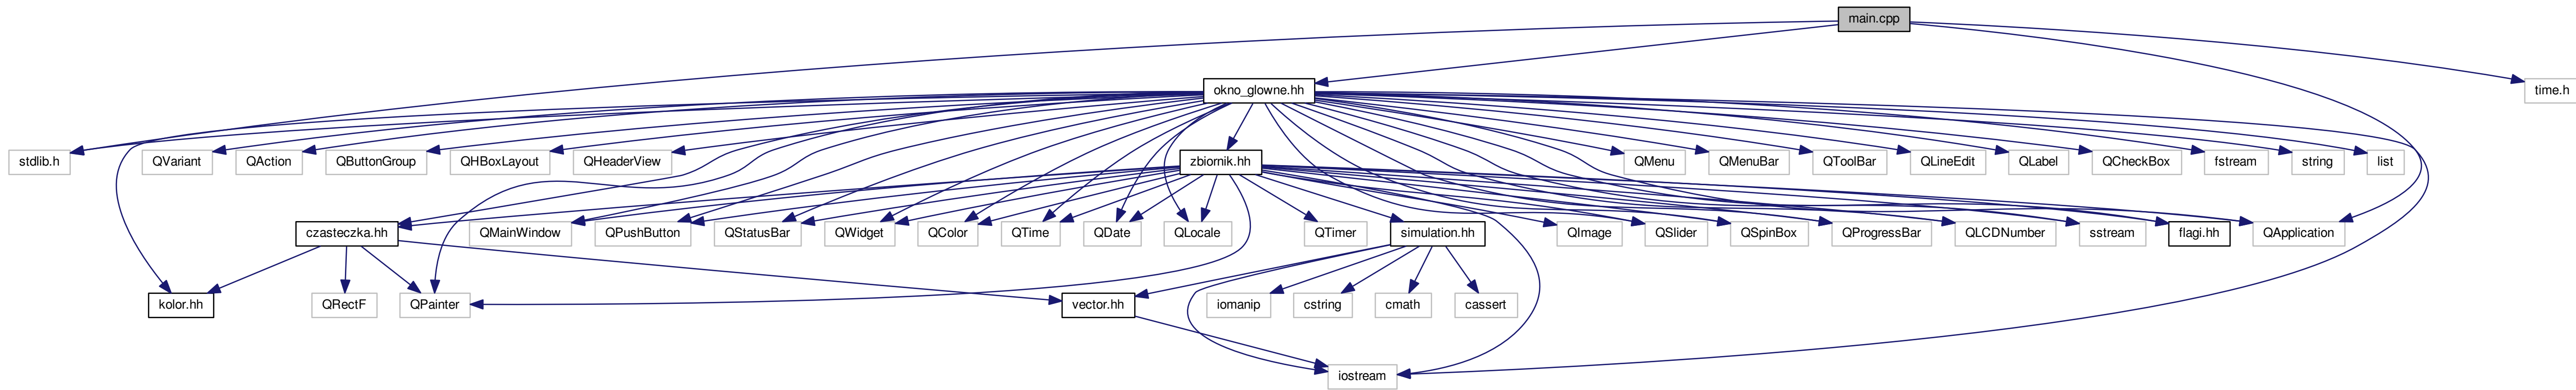 main.cpp
okno_glowne.hh
time.h
stdlib.h
QVariant
QAction
QButtonGroup
QHBoxLayout
QHeaderView
zbiornik.hh
QMenu
QMenuBar
QToolBar
QLineEdit
QLabel
QCheckBox
fstream
string
list
czasteczka.hh
QMainWindow
QPushButton
QStatusBar
QWidget
QColor
QTime
QDate
QLocale
QTimer
simulation.hh
QImage
QSlider
QSpinBox
QProgressBar
QLCDNumber
sstream
flagi.hh
QApplication
kolor.hh
QRectF
QPainter
vector.hh
iomanip
cstring
cmath
cassert
iostream